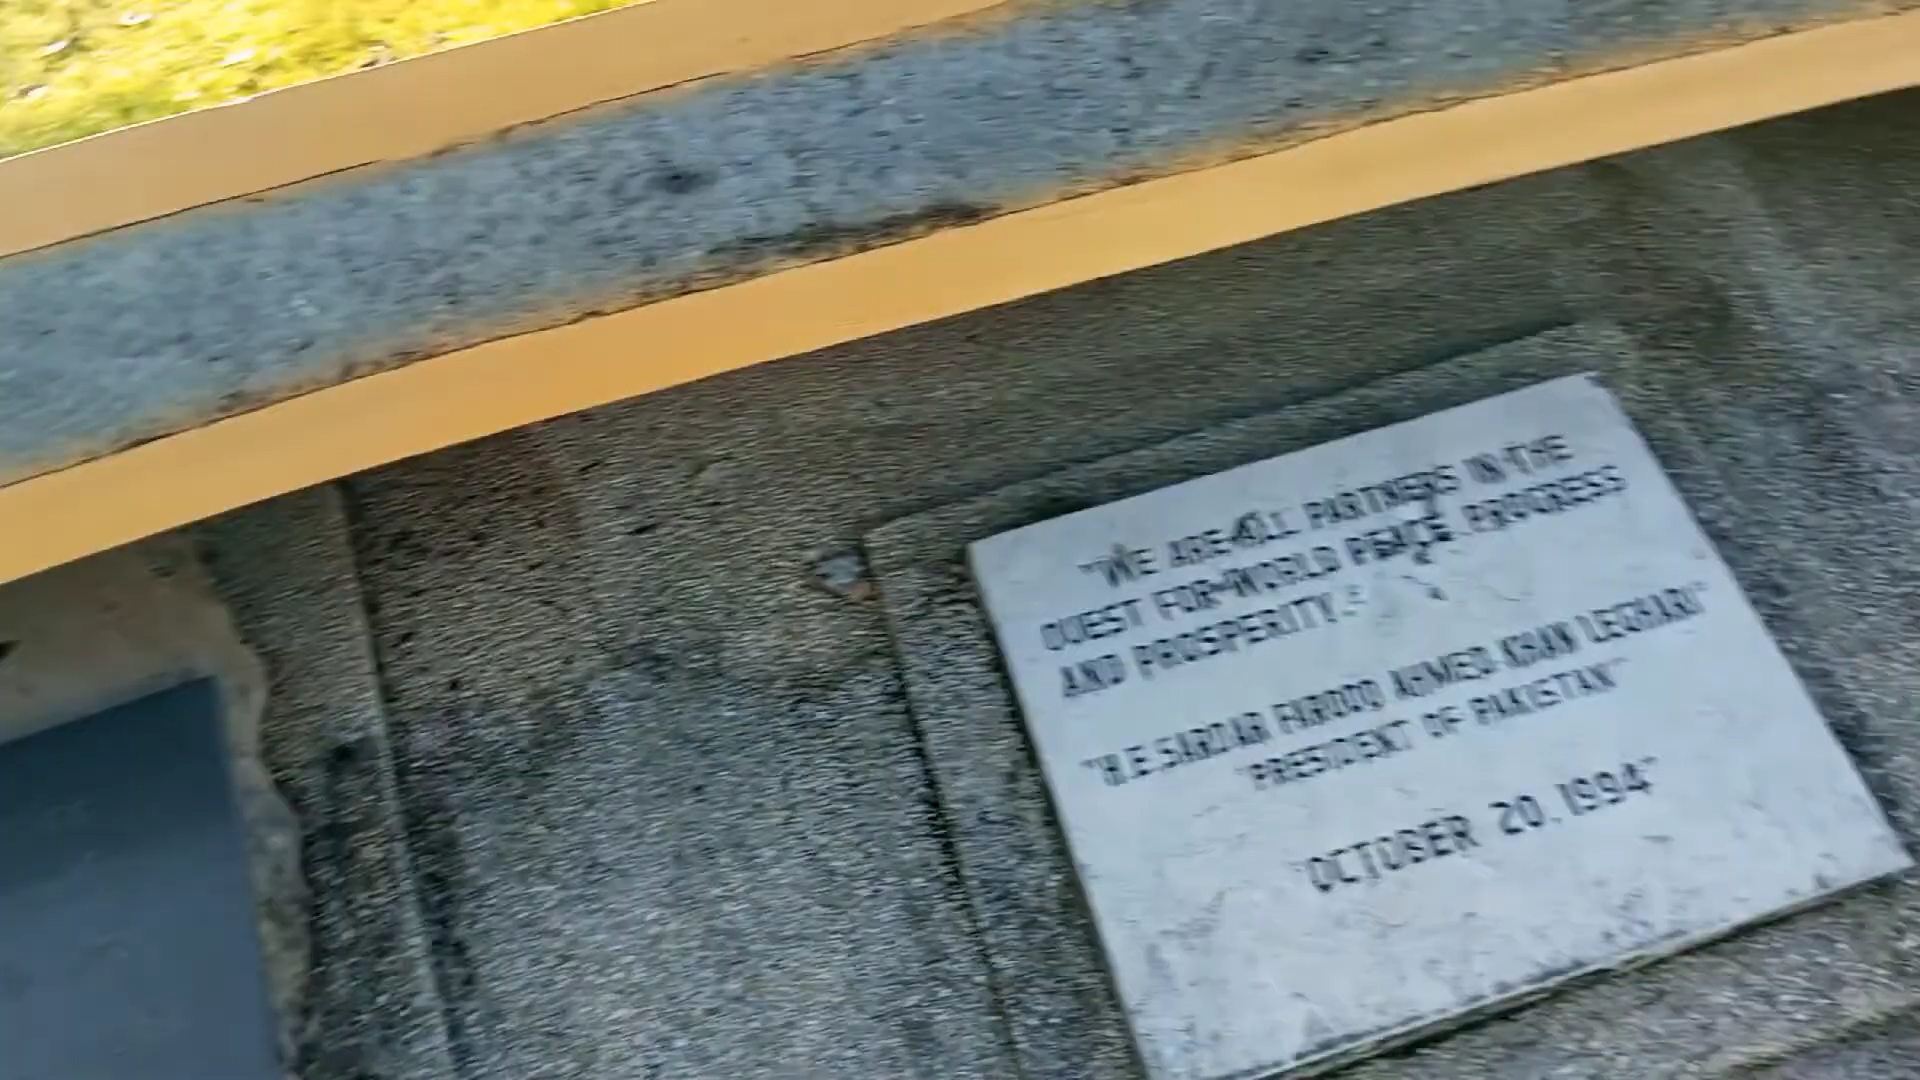 "WE ARE ALL PARTNERS IN THE
QUEST FOR WORLD PEACE, PROGRESS
AND PROSPERITY."
"H.E. SARDAR FAROOQ AHMED KHAN LEGHARI"
"PRESIDENT OF PAKISTAN"
"OCTOBER 20, 1994"